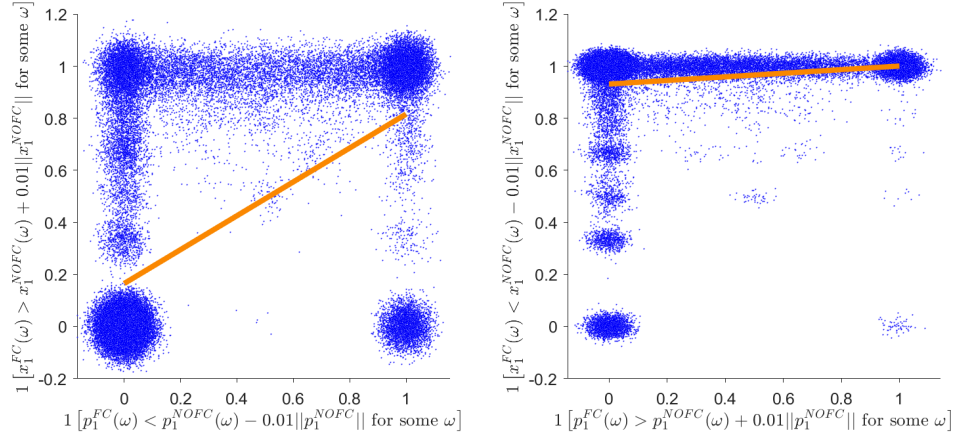 1.2
1
0.8
0.6
0.4
0.2
0
-0.2
0 0.2 0.4 0.6 0.8 1
1 [x_1^{FC}(ω) > x_1^{NOFC}(ω) + 0.01||x_1^{NOFC}|| for some ω]
1 [p_1^{FC}(ω) < p_1^{NOFC}(ω) − 0.01||p_1^{NOFC}|| for some ω]
1.2
1
0.8
0.6
0.4
0.2
0
-0.2
0 0.2 0.4 0.6 0.8 1
1 [x_1^{FC}(ω) < x_1^{NOFC}(ω) − 0.01||x_1^{NOFC}|| for some ω]
1 [p_1^{FC}(ω) > p_1^{NOFC}(ω) + 0.01||p_1^{NOFC}|| for some ω]